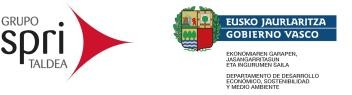 GRUPO
spri
TALDEA
EUSKO JAURLARITZA
GOBIERNO VASCO
EKONOMIAREN GARAPEN,
JASANGARRITASUN
ETA INGURUMEN SAILA
DEPARTAMENTO DE DESARROLLO
ECONÓMICO, SOSTENIBILIDAD
Y MEDIO AMBIENTE